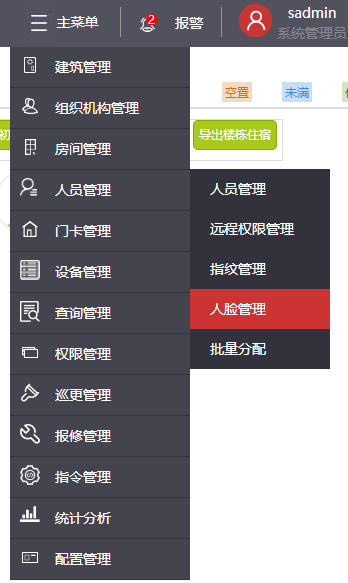 主菜单
2
报警
sadmin
系统管理员
建筑管理
组织机构管理
房间管理
人员管理
门卡管理
设备管理
查询管理
权限管理
巡更管理
报修管理
指令管理
统计分析
配置管理
空置
未满
初
导出楼栋住宿
人员管理
远程权限管理
指纹管理
人脸管理
批量分配